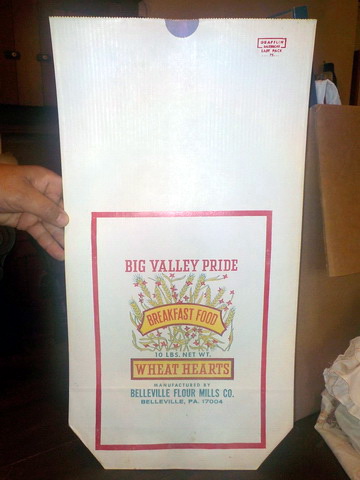 BIG VALLEY PRIDE
BREAKFAST FOOD
10 LBS. NET WT.
WHEAT HEARTS
MANUFACTURED BY
BELLEVILLE FLOUR MILLS CO.
BELLEVILLE, PA. 17004